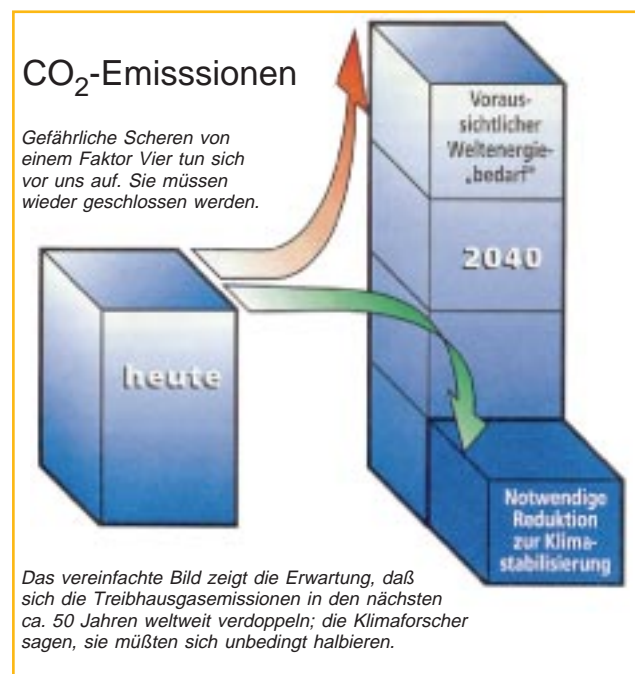 CO2-Emisssionen
Gefährliche Scheren von
einem Faktor Vier tun sich
vor uns auf. Sie müssen
wieder geschlossen werden.
Voraus-
sichtlicher
Weltenergie-
„bedarf“
2040
heute
Notwendige
Reduktion
zur Klima-
stabilisierung
Das vereinfachte Bild zeigt die Erwartung, daß
sich die Treibhausgasemissionen in den nächsten
ca. 50 Jahren weltweit verdoppeln; die Klimaforscher
sagen, sie müßten sich unbedingt halbieren.